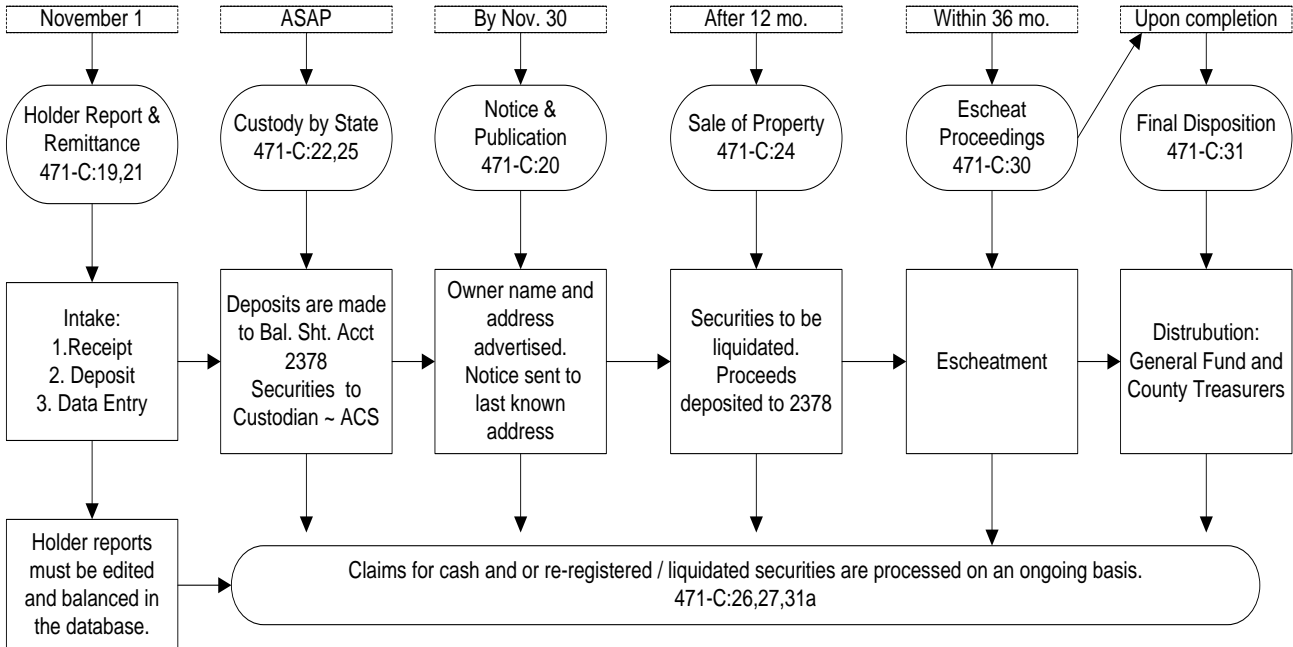 November 1
ASAP
By Nov. 30
After 12 mo.
Within 36 mo.
Upon completion
Holder Report &
Remittance
471-C:19,21
Custody by State
471-C:22,25
Notice &
Publication
471-C:20
Sale of Property
471-C:24
Escheat
Proceedings
471-C:30
Final Disposition
471-C:31
Intake:
1.Receipt
2. Deposit
3. Data Entry
Deposits are made
to Bal. Sht. Acct
2378
Securities to
Custodian ~ ACS
Owner name and
address
advertised.
Notice sent to
last known
address
Securities to be
liquidated.
Proceeds
deposited to 2378
Escheatment
Distrubution:
General Fund and
County Treasurers
Holder reports
must be edited
and balanced in
the database.
Claims for cash and or re-registered / liquidated securities are processed on an ongoing basis.
471-C:26,27,31a